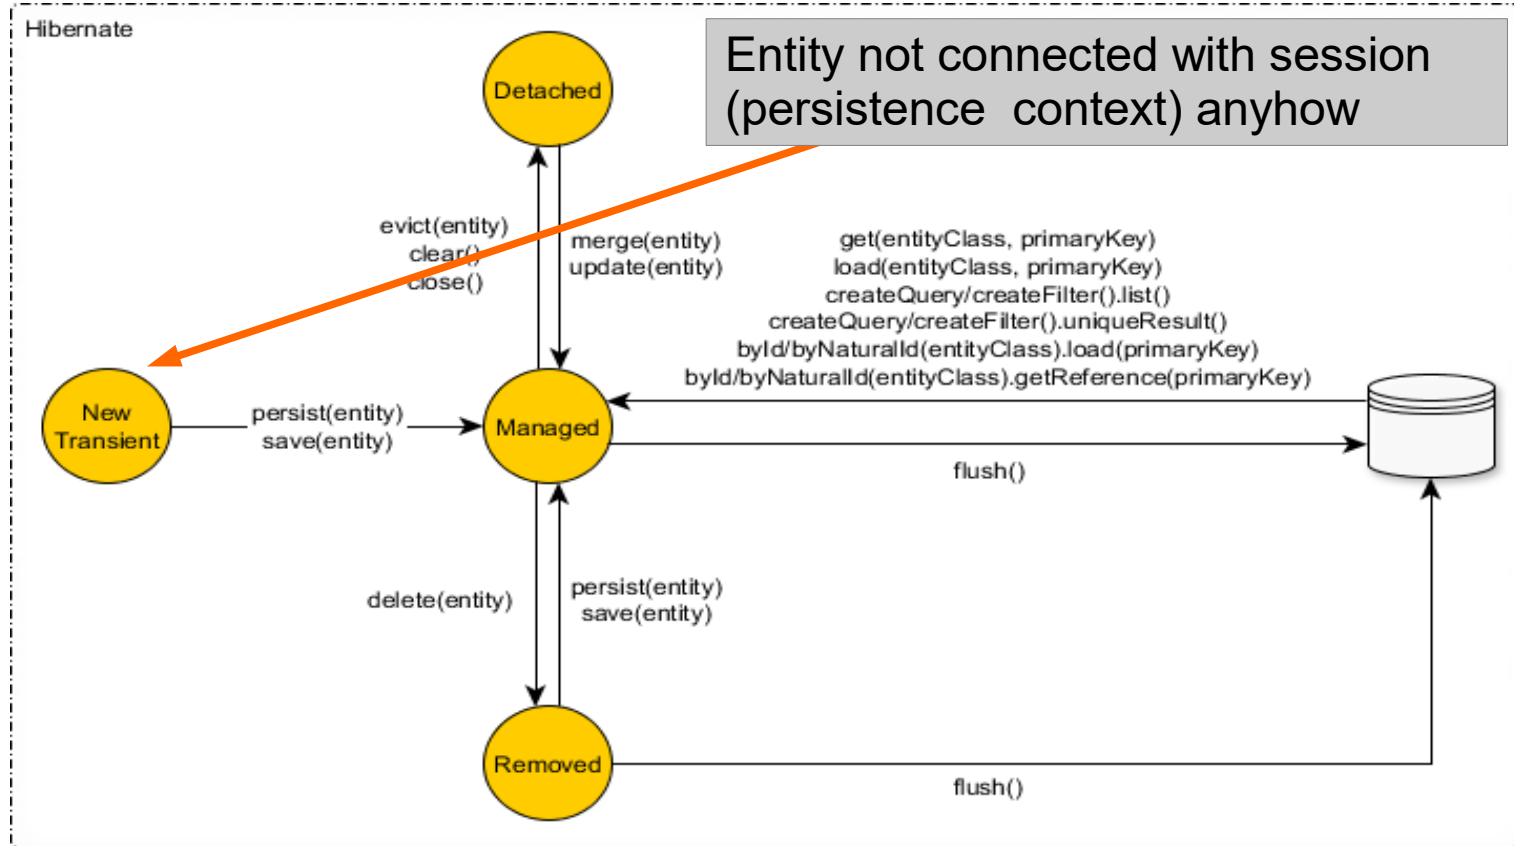 Hibernate
Entity not connected with session
(persistence context) anyhow
Detached
evict(entity)
clear()
close()
merge(entity)
update(entity)
get(entityClass, primaryKey)
load(entityClass, primaryKey)
createQuery/createFilter().list()
createQuery/createFilter().uniqueResult()
byId/byNaturalId(entityClass).load(primaryKey)
byId/byNaturalId(entityClass).getReference(primaryKey)
New
Transient
persist(entity)
save(entity)
Managed
flush()
delete(entity)
persist(entity)
save(entity)
Removed
flush()